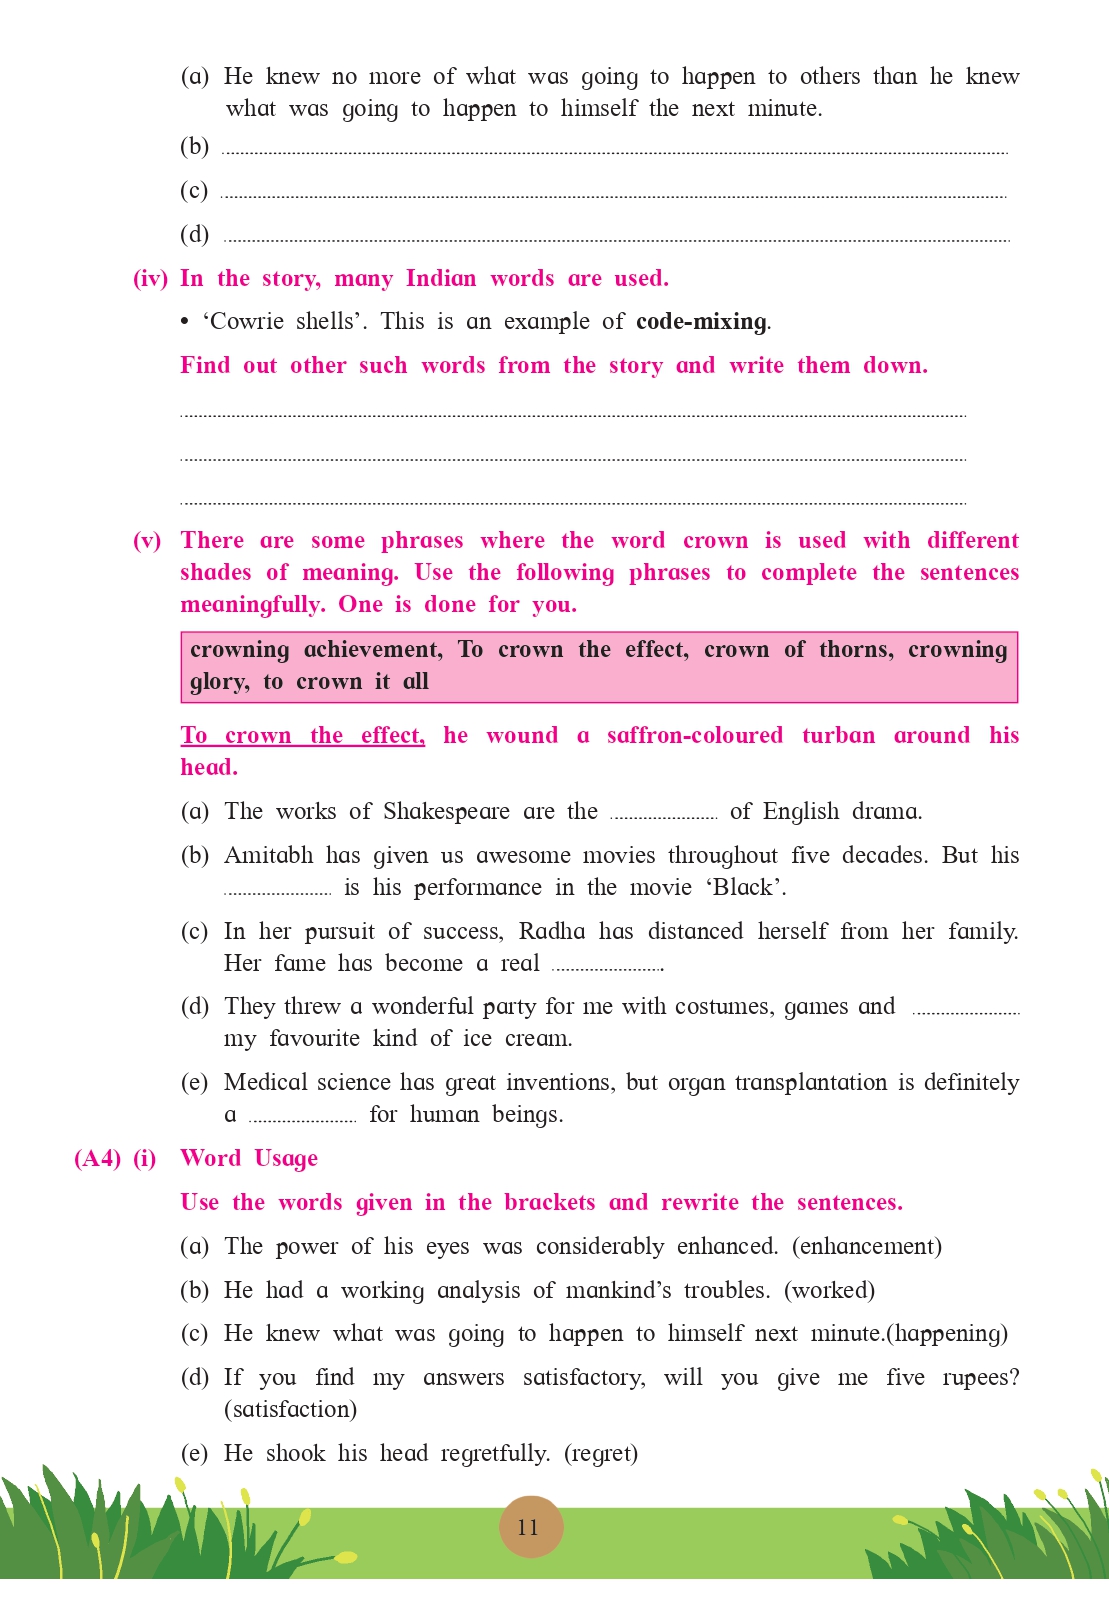 (a) He knew no more of what was going to happen to others than he knew
what was going to happen to himself the next minute.
(b)
(c)
(d)
(iv) In the story, many Indian words are used.
• ‘Cowrie shells’. This is an example of code-mixing.
Find out other such words from the story and write them down.
(v) There are some phrases where the word crown is used with different
shades of meaning. Use the following phrases to complete the sentences
meaningfully. One is done for you.
crowning achievement, To crown the effect, crown of thorns, crowning
glory, to crown it all
To crown the effect, he wound a saffron-coloured turban around his
head.
(a) The works of Shakespeare are the ....................... of English drama.
(b) Amitabh has given us awesome movies throughout five decades. But his
....................... is his performance in the movie ‘Black’.
(c) In her pursuit of success, Radha has distanced herself from her family.
Her fame has become a real ........................
(d) They threw a wonderful party for me with costumes, games and .......................
my favourite kind of ice cream.
(e) Medical science has great inventions, but organ transplantation is definitely
a ....................... for human beings.
(A4) (i) Word Usage
Use the words given in the brackets and rewrite the sentences.
(a) The power of his eyes was considerably enhanced. (enhancement)
(b) He had a working analysis of mankind’s troubles. (worked)
(c) He knew what was going to happen to himself next minute.(happening)
(d) If you find my answers satisfactory, will you give me five rupees?
(satisfaction)
(e) He shook his head regretfully. (regret)
11